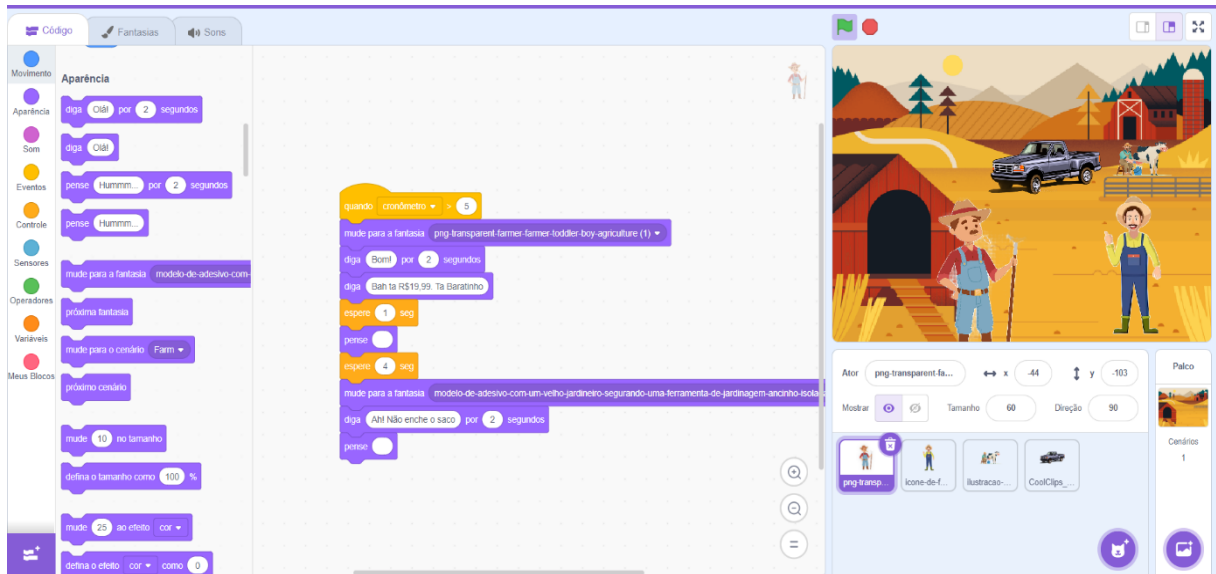 Código
Fantasias
Sons
Movimento
Aparência
Som
Eventos
Controle
Sensores
Operadores
Variáveis
Meus Blocos
Aparência
diga Olá! por 2 segundos
diga Olá!
pense Hummm... por 2 segundos
pense Hummm...
mude para a fantasia modelo-de-adesivo-com-
próxima fantasia
mude para o cenário Farm
próximo cenário
mude 10 no tamanho
defina o tamanho como 100 %
mude 25 ao efeito cor
defina o efeito cor como 0
quando cronômetro > 5
mude para a fantasia png-transparent-farmer-farmer-toddler-boy-agriculture (1)
diga Bom! por 2 segundos
diga Bah ta R$19,99. Ta Baratinho
espere 1 seg
pense
espere 4 seg
mude para a fantasia modelo-de-adesivo-com-um-velho-jardineiro-segurando-uma-ferramenta-de-jardinagem-ancinho-isola
diga Ah! Não enche o saco por 2 segundos
pense
Ator png-transparent-fa... x -44 y -103
Mostrar Tamanho 60 Direção 90
png-transp...
icone-de-f...
ilustracao-...
CoolClips_...
Palco
Cenários
1